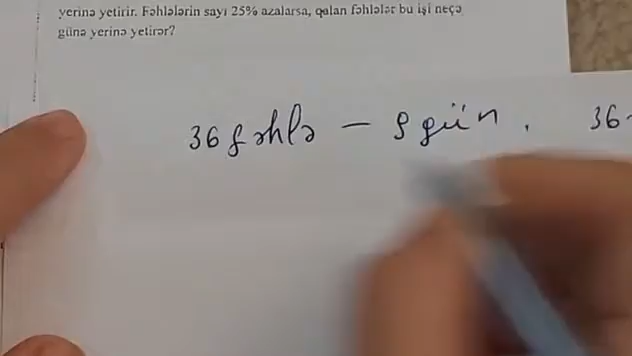 yerinə yetirir. Fəhlələrin sayı 25% azalarsa, qalan fəhlələr bu işi neçə
günə yerinə yetirər?
36 fəhlə — 9 gün. 36-